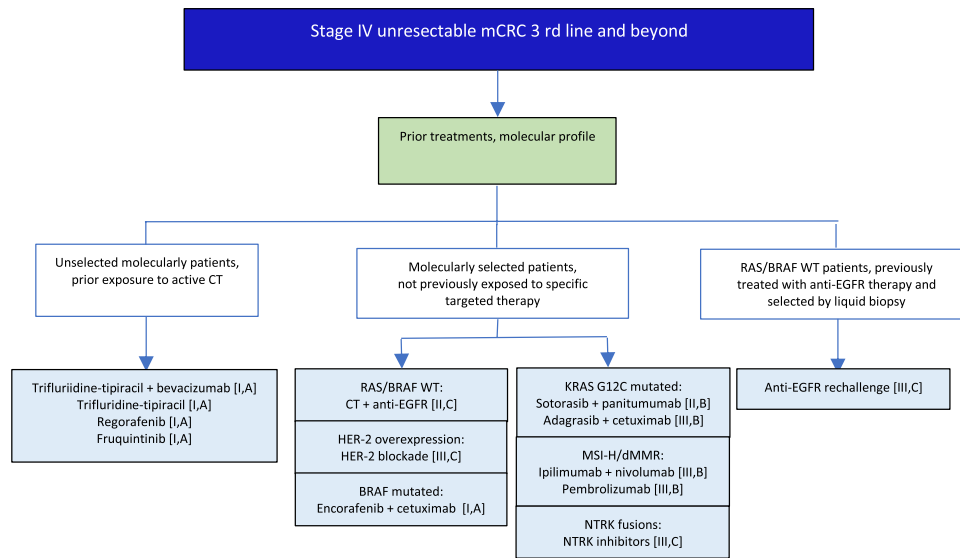 Stage IV unresectable mCRC 3 rd line and beyond
Prior treatments, molecular profile
Unselected molecularly patients,
prior exposure to active CT
Molecularly selected patients,
not previously exposed to specific
targeted therapy
RAS/BRAF WT patients, previously
treated with anti-EGFR therapy and
selected by liquid biopsy
Trifluriidine-tipiracil + bevacizumab [I,A]
Trifluridine-tipiracil [I,A]
Regorafenib [I,A]
Fruquintinib [I,A]
RAS/BRAF WT:
CT + anti-EGFR [II,C]
HER-2 overexpression:
HER-2 blockade [III,C]
BRAF mutated:
Encorafenib + cetuximab [I,A]
KRAS G12C mutated:
Sotorasib + panitumumab [II,B]
Adagrasib + cetuximab [III,B]
MSI-H/dMMR:
Ipilimumab + nivolumab [III,B]
Pembrolizumab [III,B]
NTRK fusions:
NTRK inhibitors [III,C]
Anti-EGFR rechallenge [III,C]